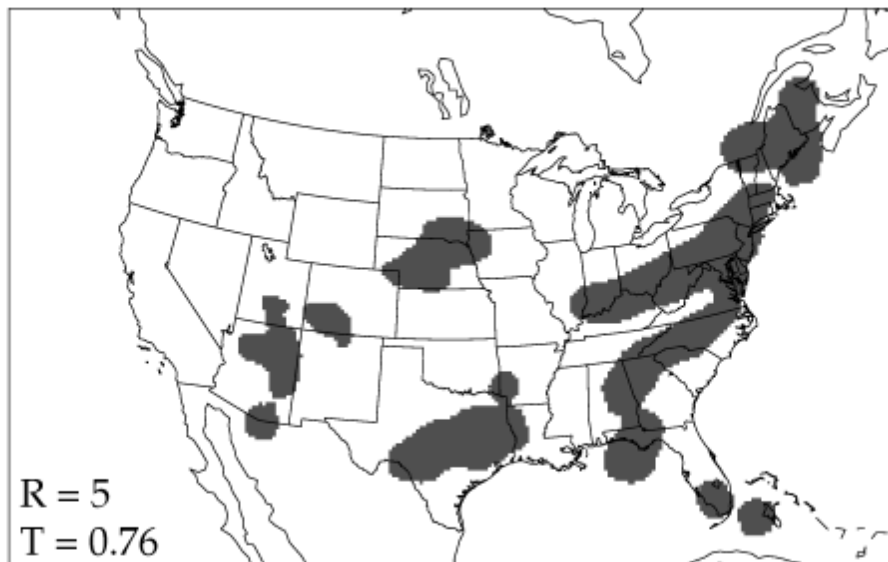 R = 5
T = 0.76